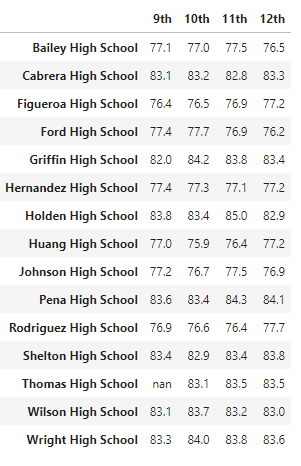 9th 10th 11th 12th
Bailey High School 77.1 77.0 77.5 76.5
Cabrera High School 83.1 83.2 82.8 83.3
Figueroa High School 76.4 76.5 76.9 77.2
Ford High School 77.4 77.7 76.9 76.2
Griffin High School 82.0 84.2 83.8 83.4
Hernandez High School 77.4 77.3 77.1 77.2
Holden High School 83.8 83.4 85.0 82.9
Huang High School 77.0 75.9 76.4 77.2
Johnson High School 77.2 76.7 77.5 76.9
Pena High School 83.6 83.4 84.3 84.1
Rodriguez High School 76.9 76.6 76.4 77.7
Shelton High School 83.4 82.9 83.4 83.8
Thomas High School nan 83.1 83.5 83.5
Wilson High School 83.1 83.7 83.2 83.0
Wright High School 83.3 84.0 83.8 83.6